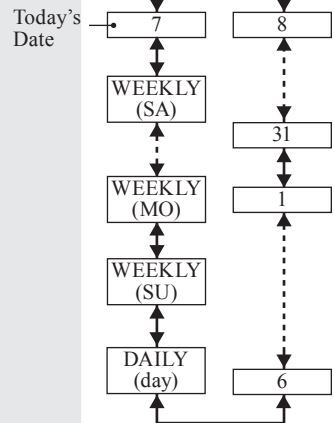 Today's
Date
7
8
WEEKLY
(SA)
31
WEEKLY
(MO)
1
WEEKLY
(SU)
DAILY
(day)
6